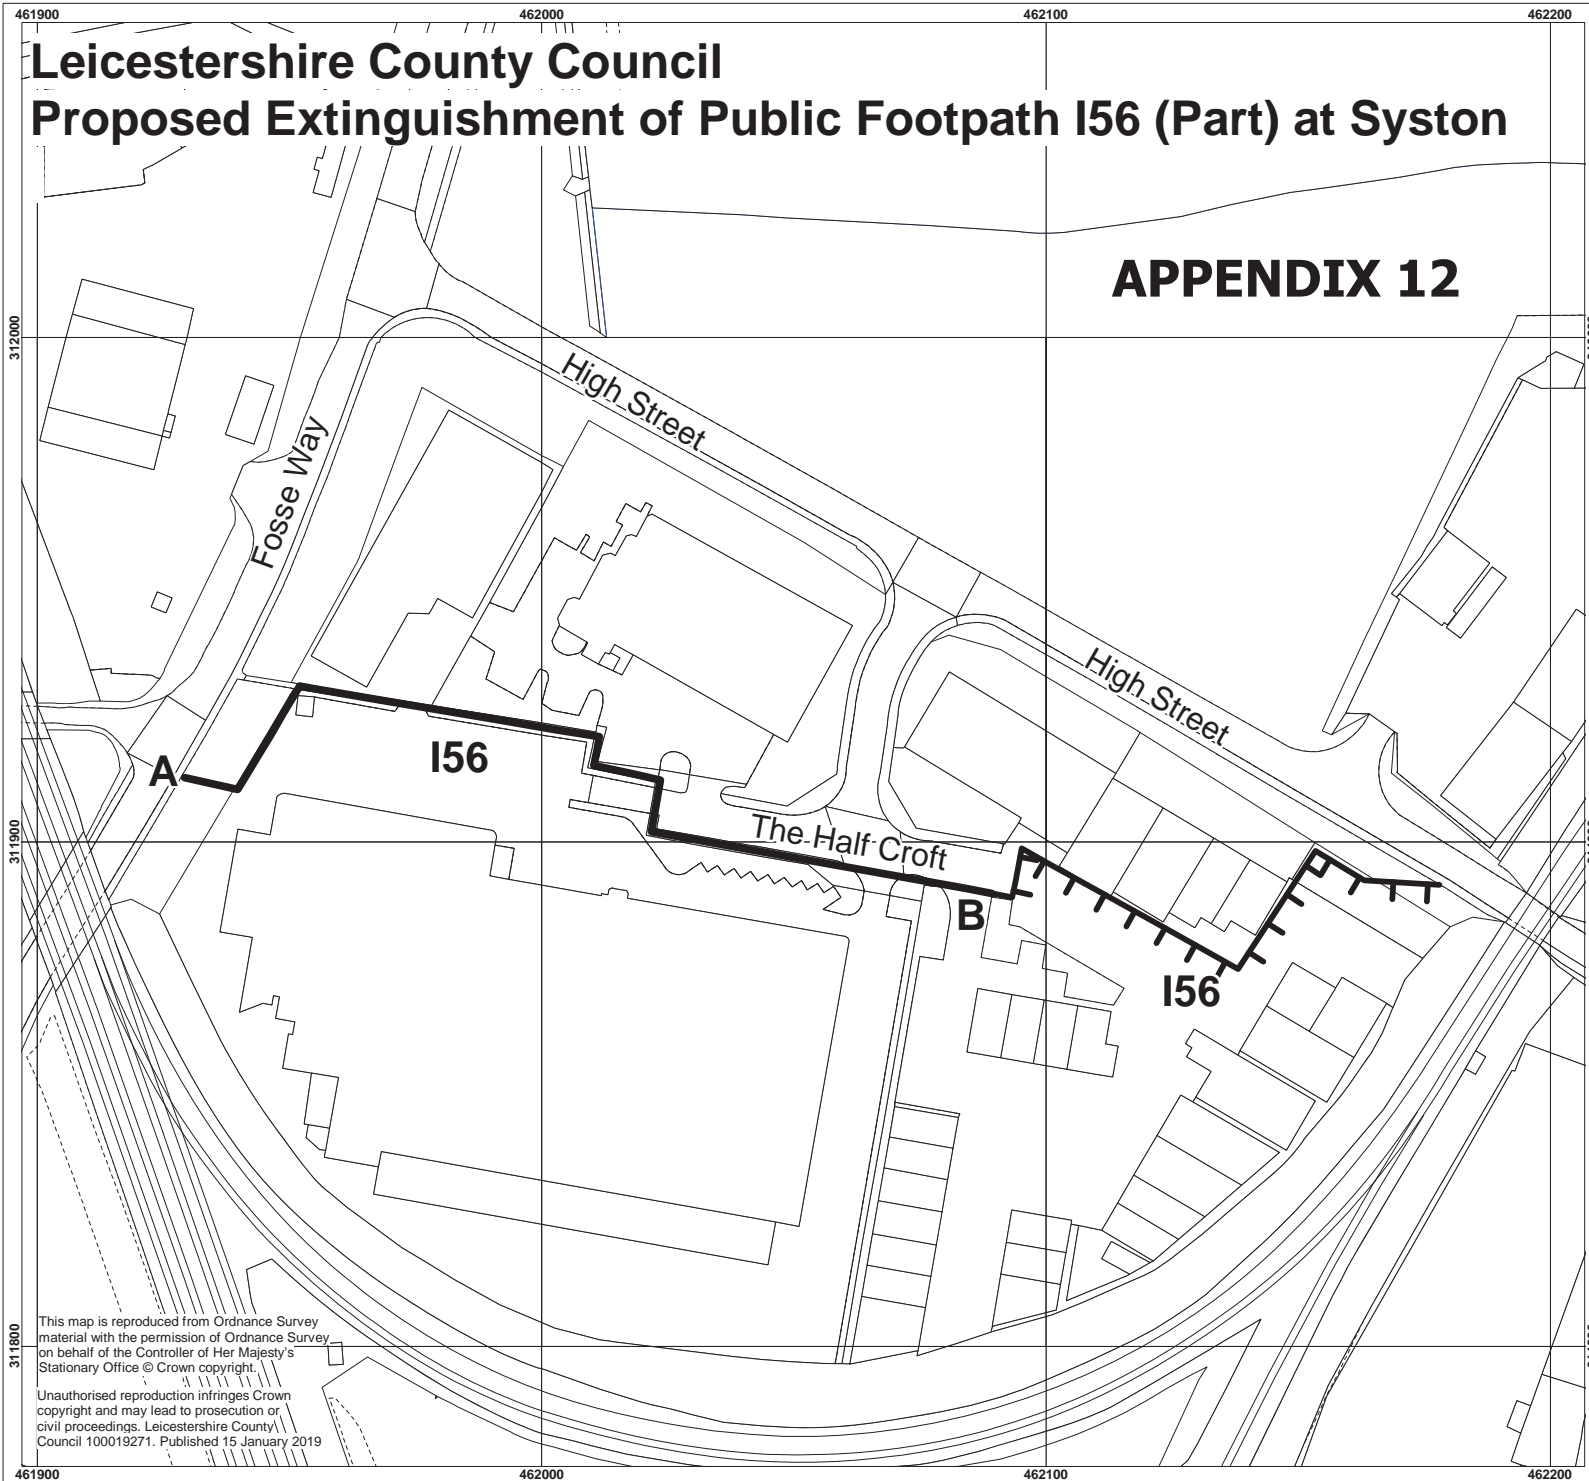 461900
462000
462100
462200
Leicestershire County Council
Proposed Extinguishment of Public Footpath I56 (Part) at Syston
APPENDIX 12
312000
High Street
Fosse Way
High Street
I56
A
The Half Croft
311900
B
I56
This map is reproduced from Ordnance Survey
material with the permission of Ordnance Survey
on behalf of the Controller of Her Majesty's
Stationary Office © Crown copyright.
311800
Unauthorised reproduction infringes Crown
copyright and may lead to prosecution or
civil proceedings. Leicestershire County
Council 100019271. Published 15 January 2019
461900
462000
462100
462200